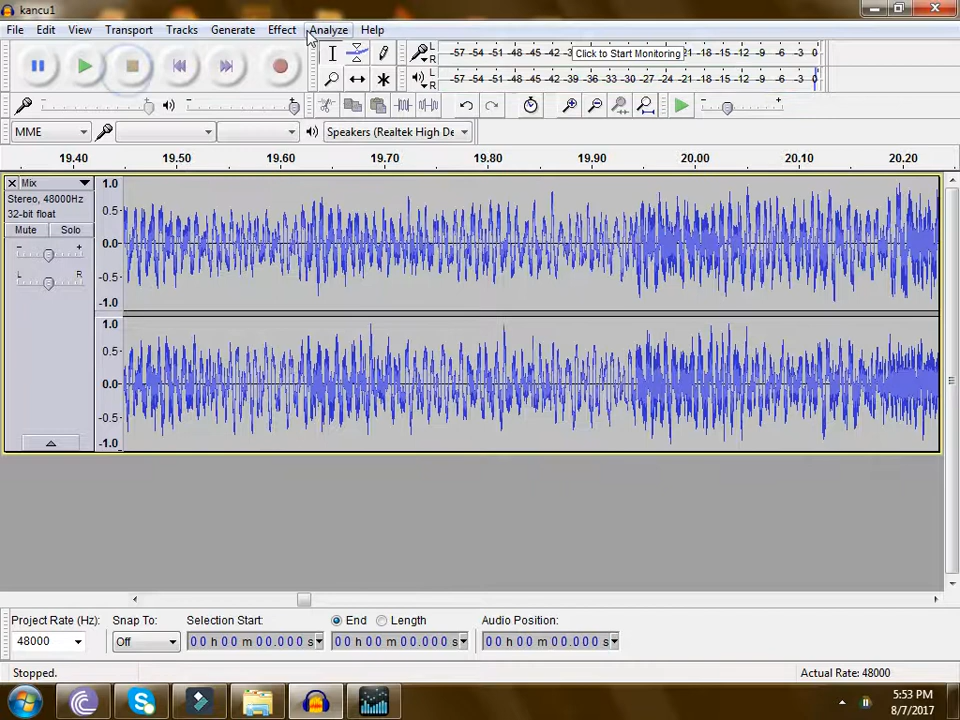 kancu1
File Edit View Transport Tracks Generate Effect Analyze Help
L R -57 -54 -51 -48 -45 -42 -3 Click to Start Monitoring -21 -18 -15 -12 -9 -6 -3 0
L R -57 -54 -51 -48 -45 -42 -39 -36 -33 -30 -27 -24 -21 -18 -15 -12 -9 -6 -3 0
MME Speakers (Realtek High De
19.40 19.50 19.60 19.70 19.80 19.90 20.00 20.10 20.20
Mix 1.0
Stereo, 48000Hz
32-bit float 0.5
Mute Solo 0.0
- +
L R -0.5
-1.0
1.0
0.5
0.0
-0.5
-1.0
Project Rate (Hz): Snap To: Selection Start: End Length Audio Position:
48000 Off 00 h 00 m 00.000 s 00 h 00 m 00.000 s 00 h 00 m 00.000 s
Stopped. Actual Rate: 48000
5:53 PM
8/7/2017